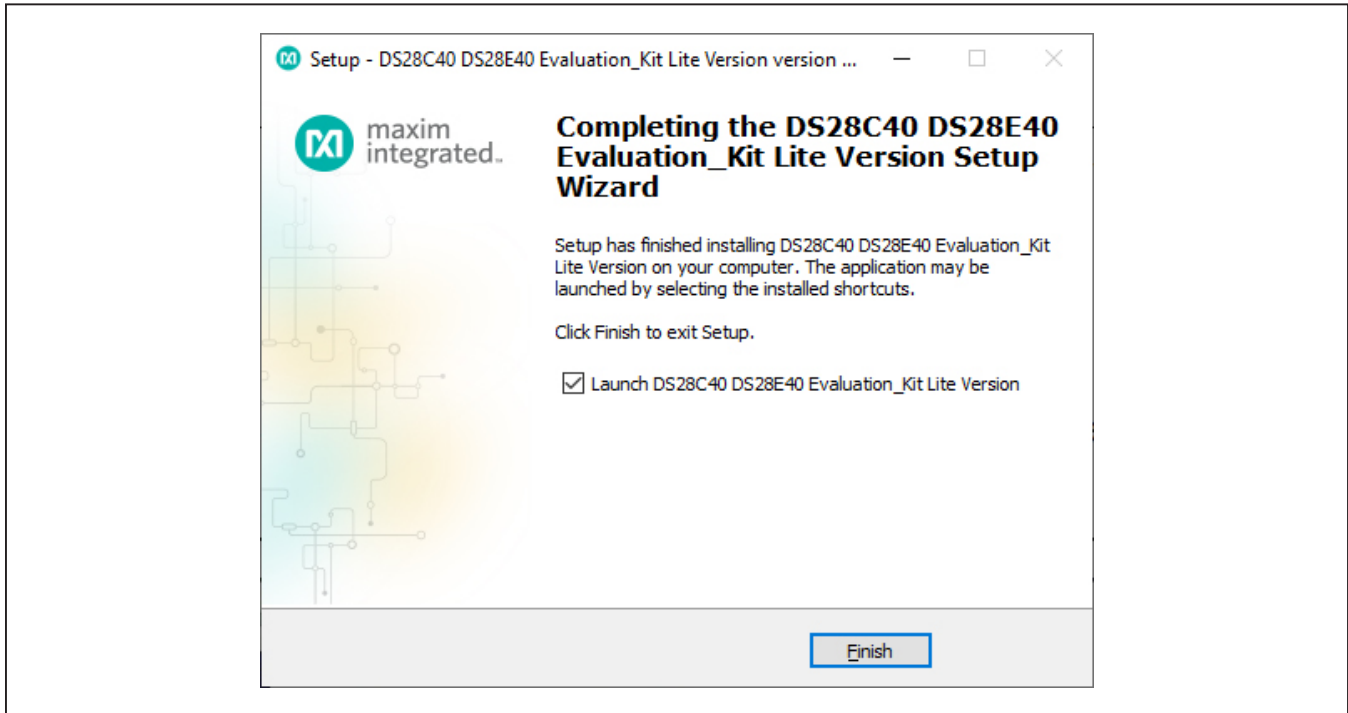 Setup - DS28C40 DS28E40 Evaluation_Kit Lite Version version ...
maxim
integrated™
Completing the DS28C40 DS28E40
Evaluation_Kit Lite Version Setup
Wizard
Setup has finished installing DS28C40 DS28E40 Evaluation_Kit
Lite Version on your computer. The application may be
launched by selecting the installed shortcuts.
Click Finish to exit Setup.
Launch DS28C40 DS28E40 Evaluation_Kit Lite Version
Finish